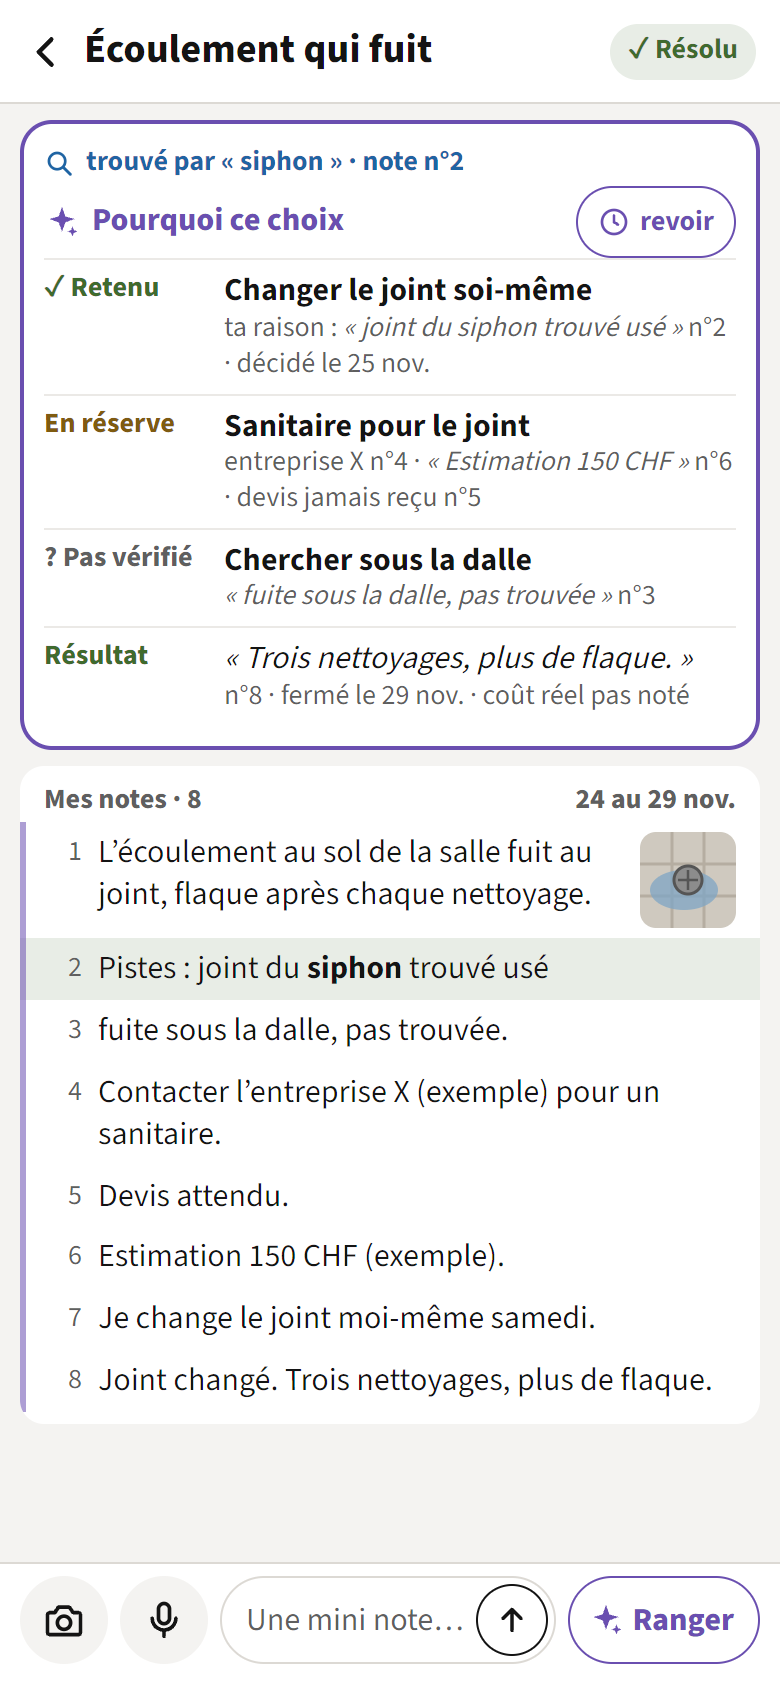 Écoulement qui fuit
✓ Résolu
trouvé par « siphon » · note n°2
Pourquoi ce choix
revoir
✓ Retenu
Changer le joint soi-même
ta raison : « joint du siphon trouvé usé » n°2
· décidé le 25 nov.
En réserve
Sanitaire pour le joint
entreprise X n°4 · « Estimation 150 CHF » n°6
· devis jamais reçu n°5
? Pas vérifié
Chercher sous la dalle
« fuite sous la dalle, pas trouvée » n°3
Résultat
« Trois nettoyages, plus de flaque. »
n°8 · fermé le 29 nov. · coût réel pas noté
Mes notes · 8
24 au 29 nov.
1 L’écoulement au sol de la salle fuit au
joint, flaque après chaque nettoyage.
2 Pistes : joint du siphon trouvé usé
3 fuite sous la dalle, pas trouvée.
4 Contacter l’entreprise X (exemple) pour un
sanitaire.
5 Devis attendu.
6 Estimation 150 CHF (exemple).
7 Je change le joint moi-même samedi.
8 Joint changé. Trois nettoyages, plus de flaque.
Une mini note…
Ranger